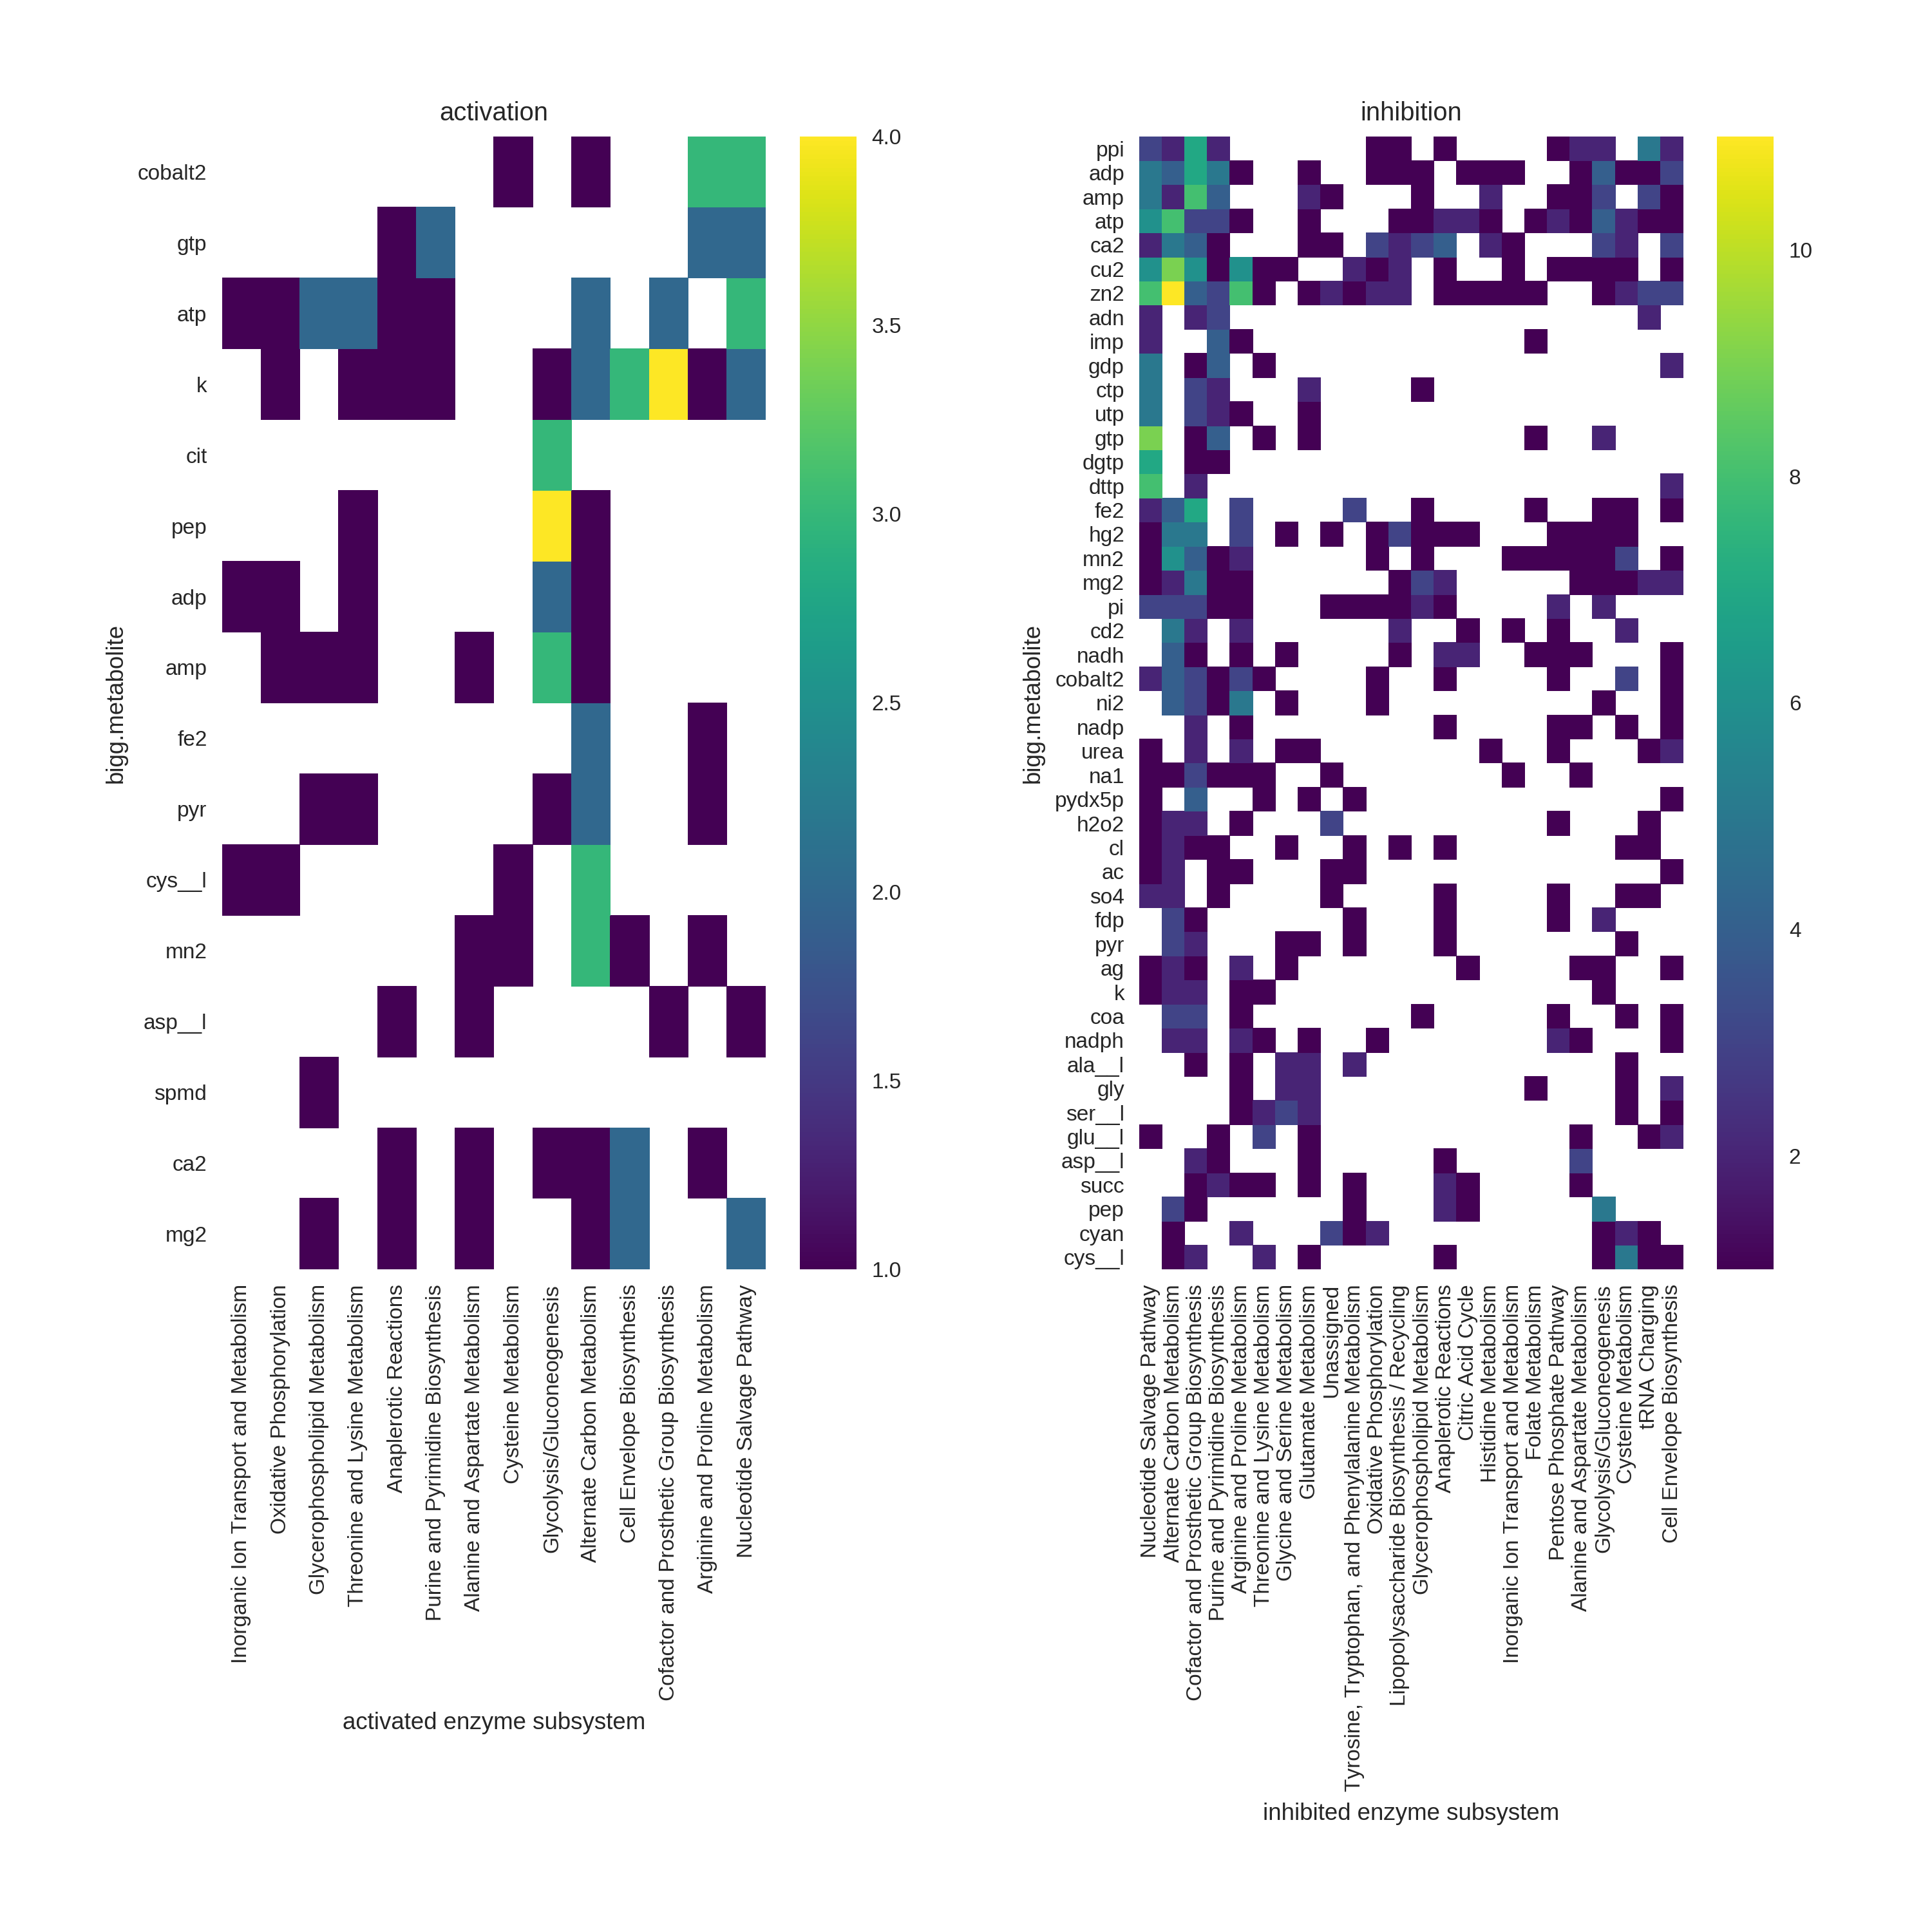 activation
cobalt2
gtp
atp
k
cit
pep
adp
amp
fe2
pyr
cys__l
mn2
asp__l
spmd
ca2
mg2
bigg.metabolite
4.0
3.5
3.0
2.5
2.0
1.5
1.0
Inorganic Ion Transport and Metabolism
Oxidative Phosphorylation
Glycerophospholipid Metabolism
Threonine and Lysine Metabolism
Anaplerotic Reactions
Purine and Pyrimidine Biosynthesis
Alanine and Aspartate Metabolism
Cysteine Metabolism
Glycolysis/Gluconeogenesis
Alternate Carbon Metabolism
Cell Envelope Biosynthesis
Cofactor and Prosthetic Group Biosynthesis
Arginine and Proline Metabolism
Nucleotide Salvage Pathway
activated enzyme subsystem
inhibition
ppi
adp
amp
atp
ca2
cu2
zn2
adn
imp
gdp
ctp
utp
gtp
dgtp
dttp
fe2
hg2
mn2
mg2
pi
cd2
nadh
cobalt2
ni2
nadp
urea
na1
pydx5p
h2o2
cl
ac
so4
fdp
pyr
ag
k
coa
nadph
ala__l
gly
ser__l
glu__l
asp__l
succ
pep
cyan
cys__l
bigg.metabolite
10
8
6
4
2
Nucleotide Salvage Pathway
Alternate Carbon Metabolism
Cofactor and Prosthetic Group Biosynthesis
Purine and Pyrimidine Biosynthesis
Arginine and Proline Metabolism
Threonine and Lysine Metabolism
Glycine and Serine Metabolism
Glutamate Metabolism
Unassigned
Tyrosine, Tryptophan, and Phenylalanine Metabolism
Oxidative Phosphorylation
Lipopolysaccharide Biosynthesis / Recycling
Glycerophospholipid Metabolism
Anaplerotic Reactions
Citric Acid Cycle
Histidine Metabolism
Inorganic Ion Transport and Metabolism
Folate Metabolism
Pentose Phosphate Pathway
Alanine and Aspartate Metabolism
Glycolysis/Gluconeogenesis
Cysteine Metabolism
tRNA Charging
Cell Envelope Biosynthesis
inhibited enzyme subsystem